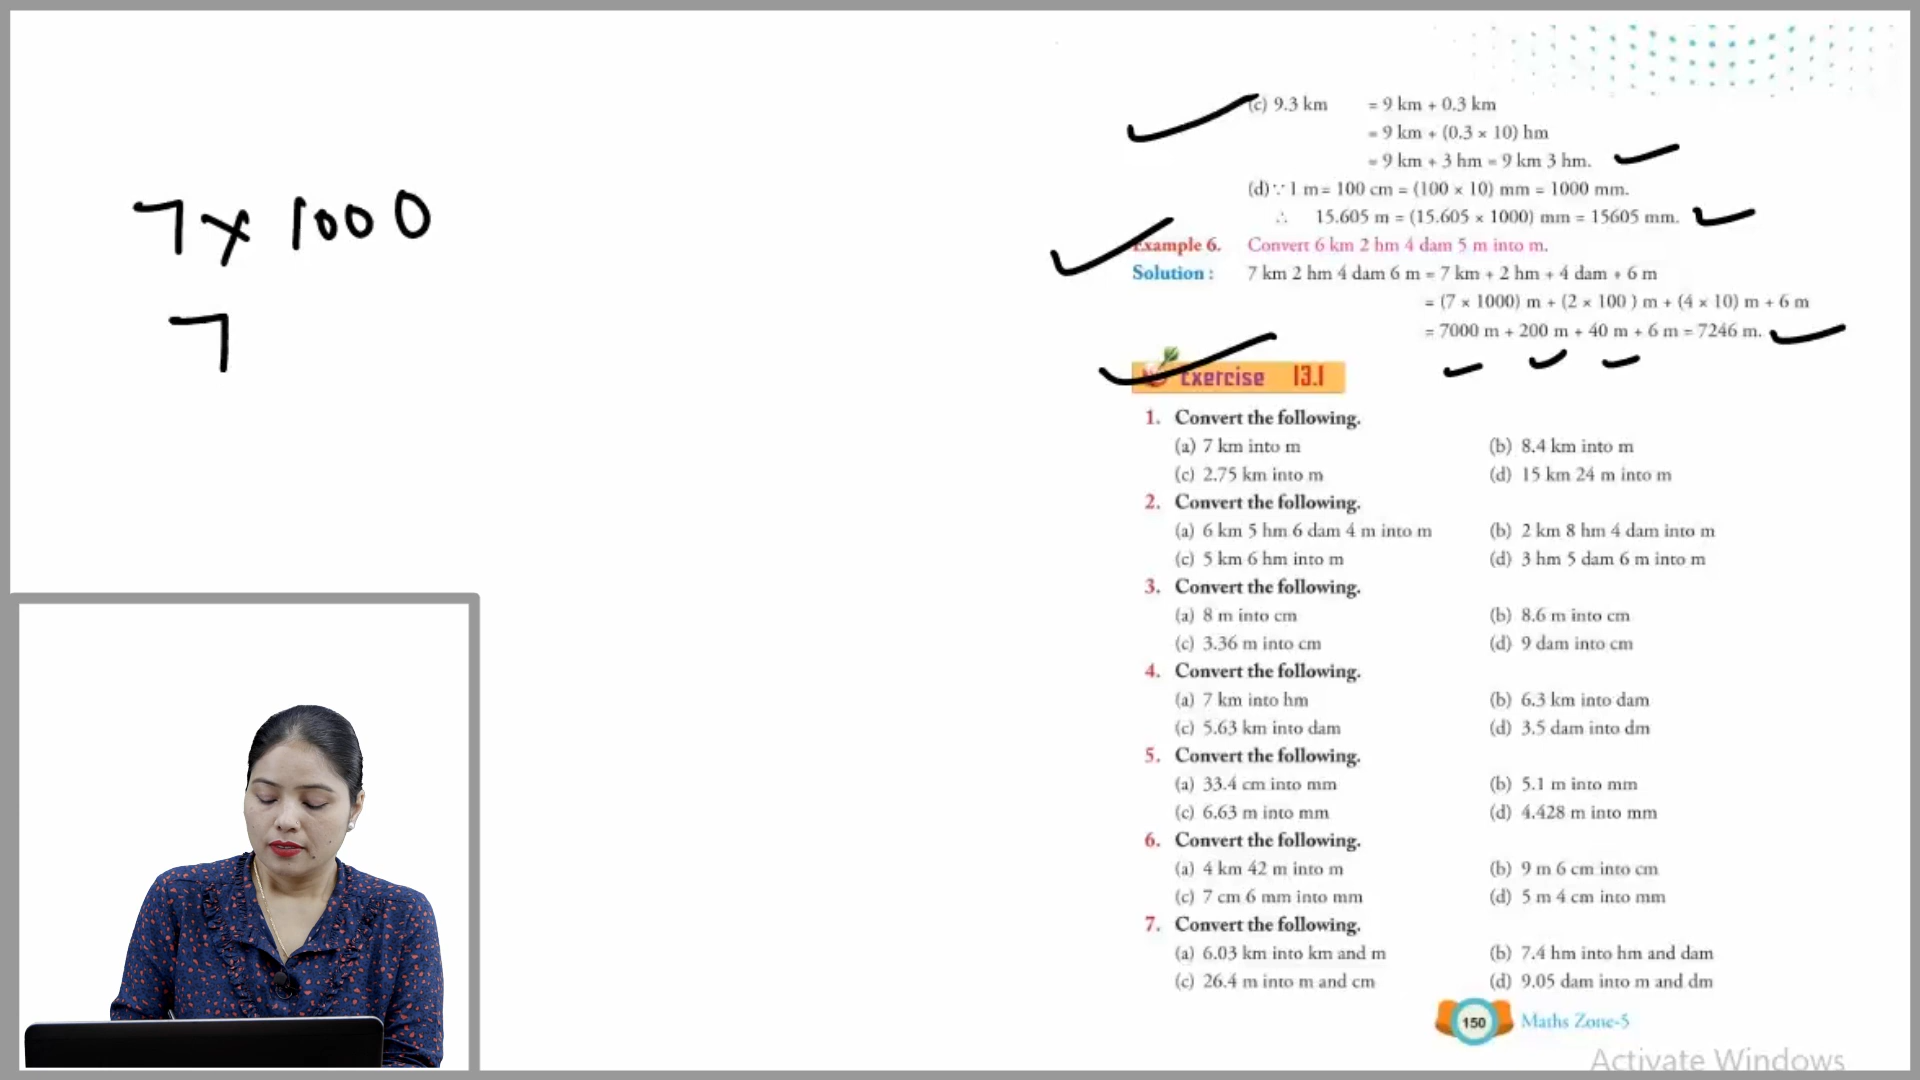 7 x 1000
7
(c) 9.3 km = 9 km + 0.3 km
= 9 km + (0.3 × 10) hm
= 9 km + 3 hm = 9 km 3 hm.
(d) ∵ 1 m = 100 cm = (100 × 10) mm = 1000 mm.
∴ 15.605 m = (15.605 × 1000) mm = 15605 mm.
Example 6. Convert 6 km 2 hm 4 dam 5 m into m.
Solution : 7 km 2 hm 4 dam 6 m = 7 km + 2 hm + 4 dam + 6 m
= (7 × 1000) m + (2 × 100 ) m + (4 × 10) m + 6 m
= 7000 m + 200 m + 40 m + 6 m = 7246 m.
Exercise 13.1
1. Convert the following.
(a) 7 km into m (b) 8.4 km into m
(c) 2.75 km into m (d) 15 km 24 m into m
2. Convert the following.
(a) 6 km 5 hm 6 dam 4 m into m (b) 2 km 8 hm 4 dam into m
(c) 5 km 6 hm into m (d) 3 hm 5 dam 6 m into m
3. Convert the following.
(a) 8 m into cm (b) 8.6 m into cm
(c) 3.36 m into cm (d) 9 dam into cm
4. Convert the following.
(a) 7 km into hm (b) 6.3 km into dam
(c) 5.63 km into dam (d) 3.5 dam into dm
5. Convert the following.
(a) 33.4 cm into mm (b) 5.1 m into mm
(c) 6.63 m into mm (d) 4.428 m into mm
6. Convert the following.
(a) 4 km 42 m into m (b) 9 m 6 cm into cm
(c) 7 cm 6 mm into mm (d) 5 m 4 cm into mm
7. Convert the following.
(a) 6.03 km into km and m (b) 7.4 hm into hm and dam
(c) 26.4 m into m and cm (d) 9.05 dam into m and dm
150 Maths Zone-5
Activate Windows